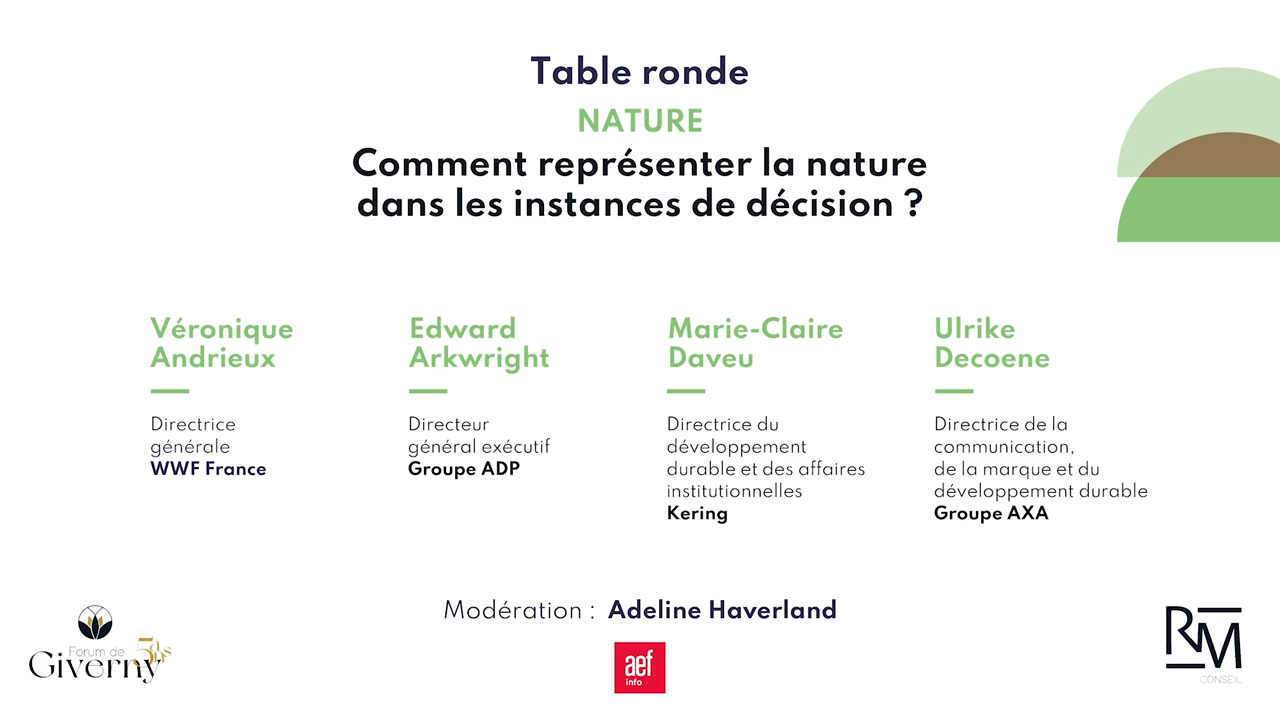 Table ronde
NATURE
Comment représenter la nature
dans les instances de décision ?
Véronique
Andrieux
Directrice
générale
WWF France
Edward
Arkwright
Directeur
général exécutif
Groupe ADP
Marie-Claire
Daveu
Directrice du
développement
durable et des affaires
institutionnelles
Kering
Ulrike
Decoene
Directrice de la
communication,
de la marque et du
développement durable
Groupe AXA
Modération : Adeline Haverland
Forum de
Giverny
5 ans
aef
info
RM
CONSEIL